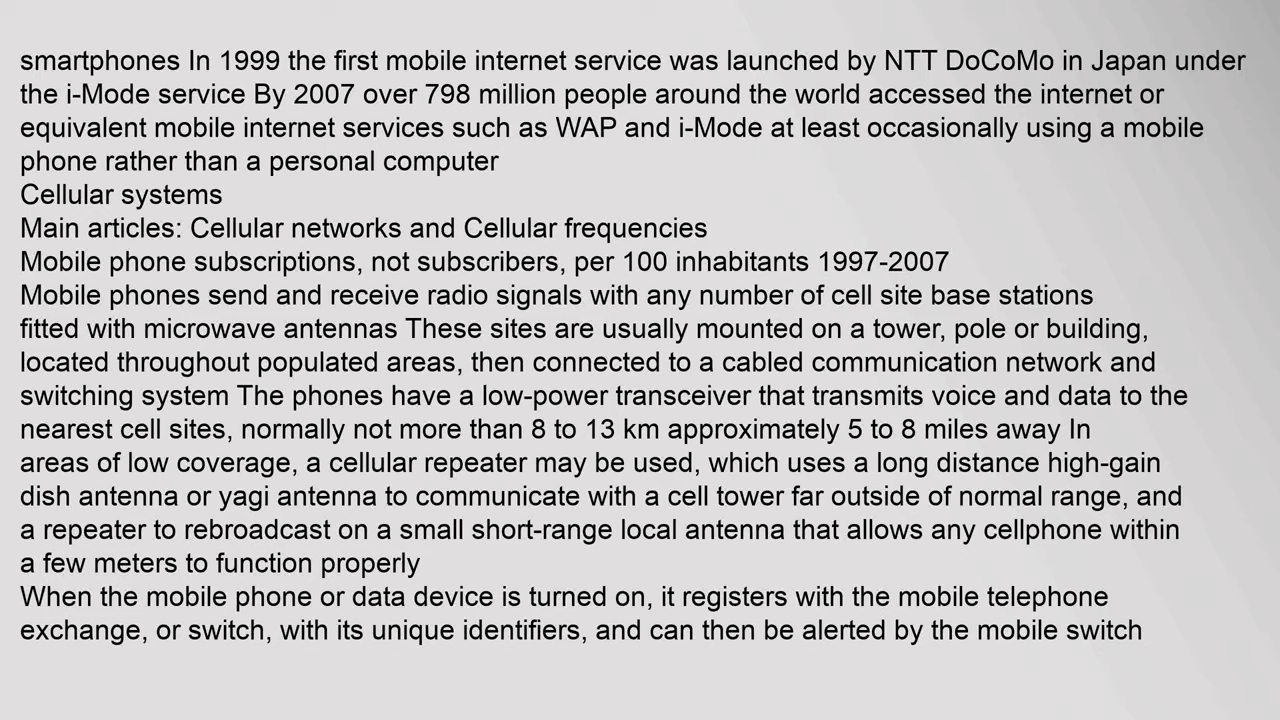 smartphones In 1999 the first mobile internet service was launched by NTT DoCoMo in Japan under
the i-Mode service By 2007 over 798 million people around the world accessed the internet or
equivalent mobile internet services such as WAP and i-Mode at least occasionally using a mobile
phone rather than a personal computer
Cellular systems
Main articles: Cellular networks and Cellular frequencies
Mobile phone subscriptions, not subscribers, per 100 inhabitants 1997-2007
Mobile phones send and receive radio signals with any number of cell site base stations
fitted with microwave antennas These sites are usually mounted on a tower, pole or building,
located throughout populated areas, then connected to a cabled communication network and
switching system The phones have a low-power transceiver that transmits voice and data to the
nearest cell sites, normally not more than 8 to 13 km approximately 5 to 8 miles away In
areas of low coverage, a cellular repeater may be used, which uses a long distance high-gain
dish antenna or yagi antenna to communicate with a cell tower far outside of normal range, and
a repeater to rebroadcast on a small short-range local antenna that allows any cellphone within
a few meters to function properly
When the mobile phone or data device is turned on, it registers with the mobile telephone
exchange, or switch, with its unique identifiers, and can then be alerted by the mobile switch